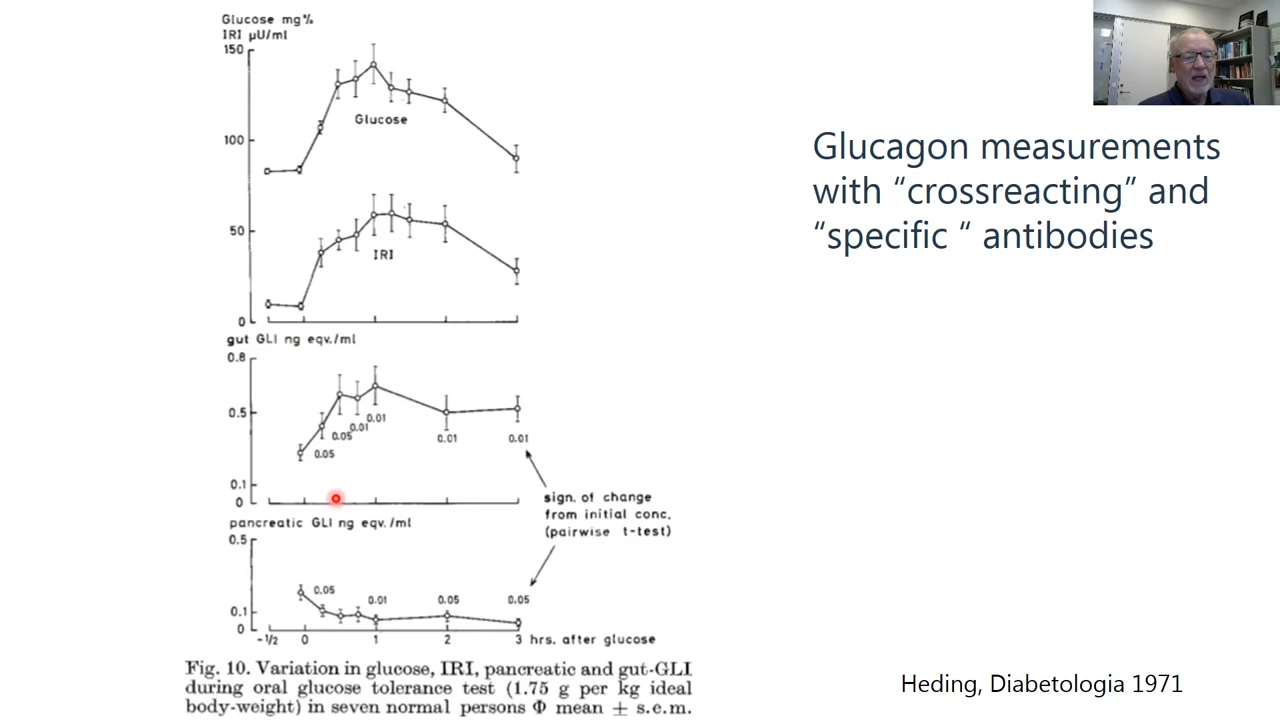 Glucose mg%
IRI µU/ml
150
100
50
0
Glucose
IRI
gut GLI ng eqv./ml
0.8
0.5
0.1
0
0.05
0.05
0.01
0.01
0.01
0.01
sign. of change
from initial conc.
(pairwise t-test)
pancreatic GLI ng eqv./ml
0.5
0.1
0
0.05
0.01
0.05
0.05
-1/2 0 1 2 3 hrs. after glucose
Fig. 10. Variation in glucose, IRI, pancreatic and gut-GLI
during oral glucose tolerance test (1.75 g per kg ideal
body-weight) in seven normal persons Φ mean ± s.e.m.
Glucagon measurements
with “crossreacting” and
“specific “ antibodies
Heding, Diabetologia 1971